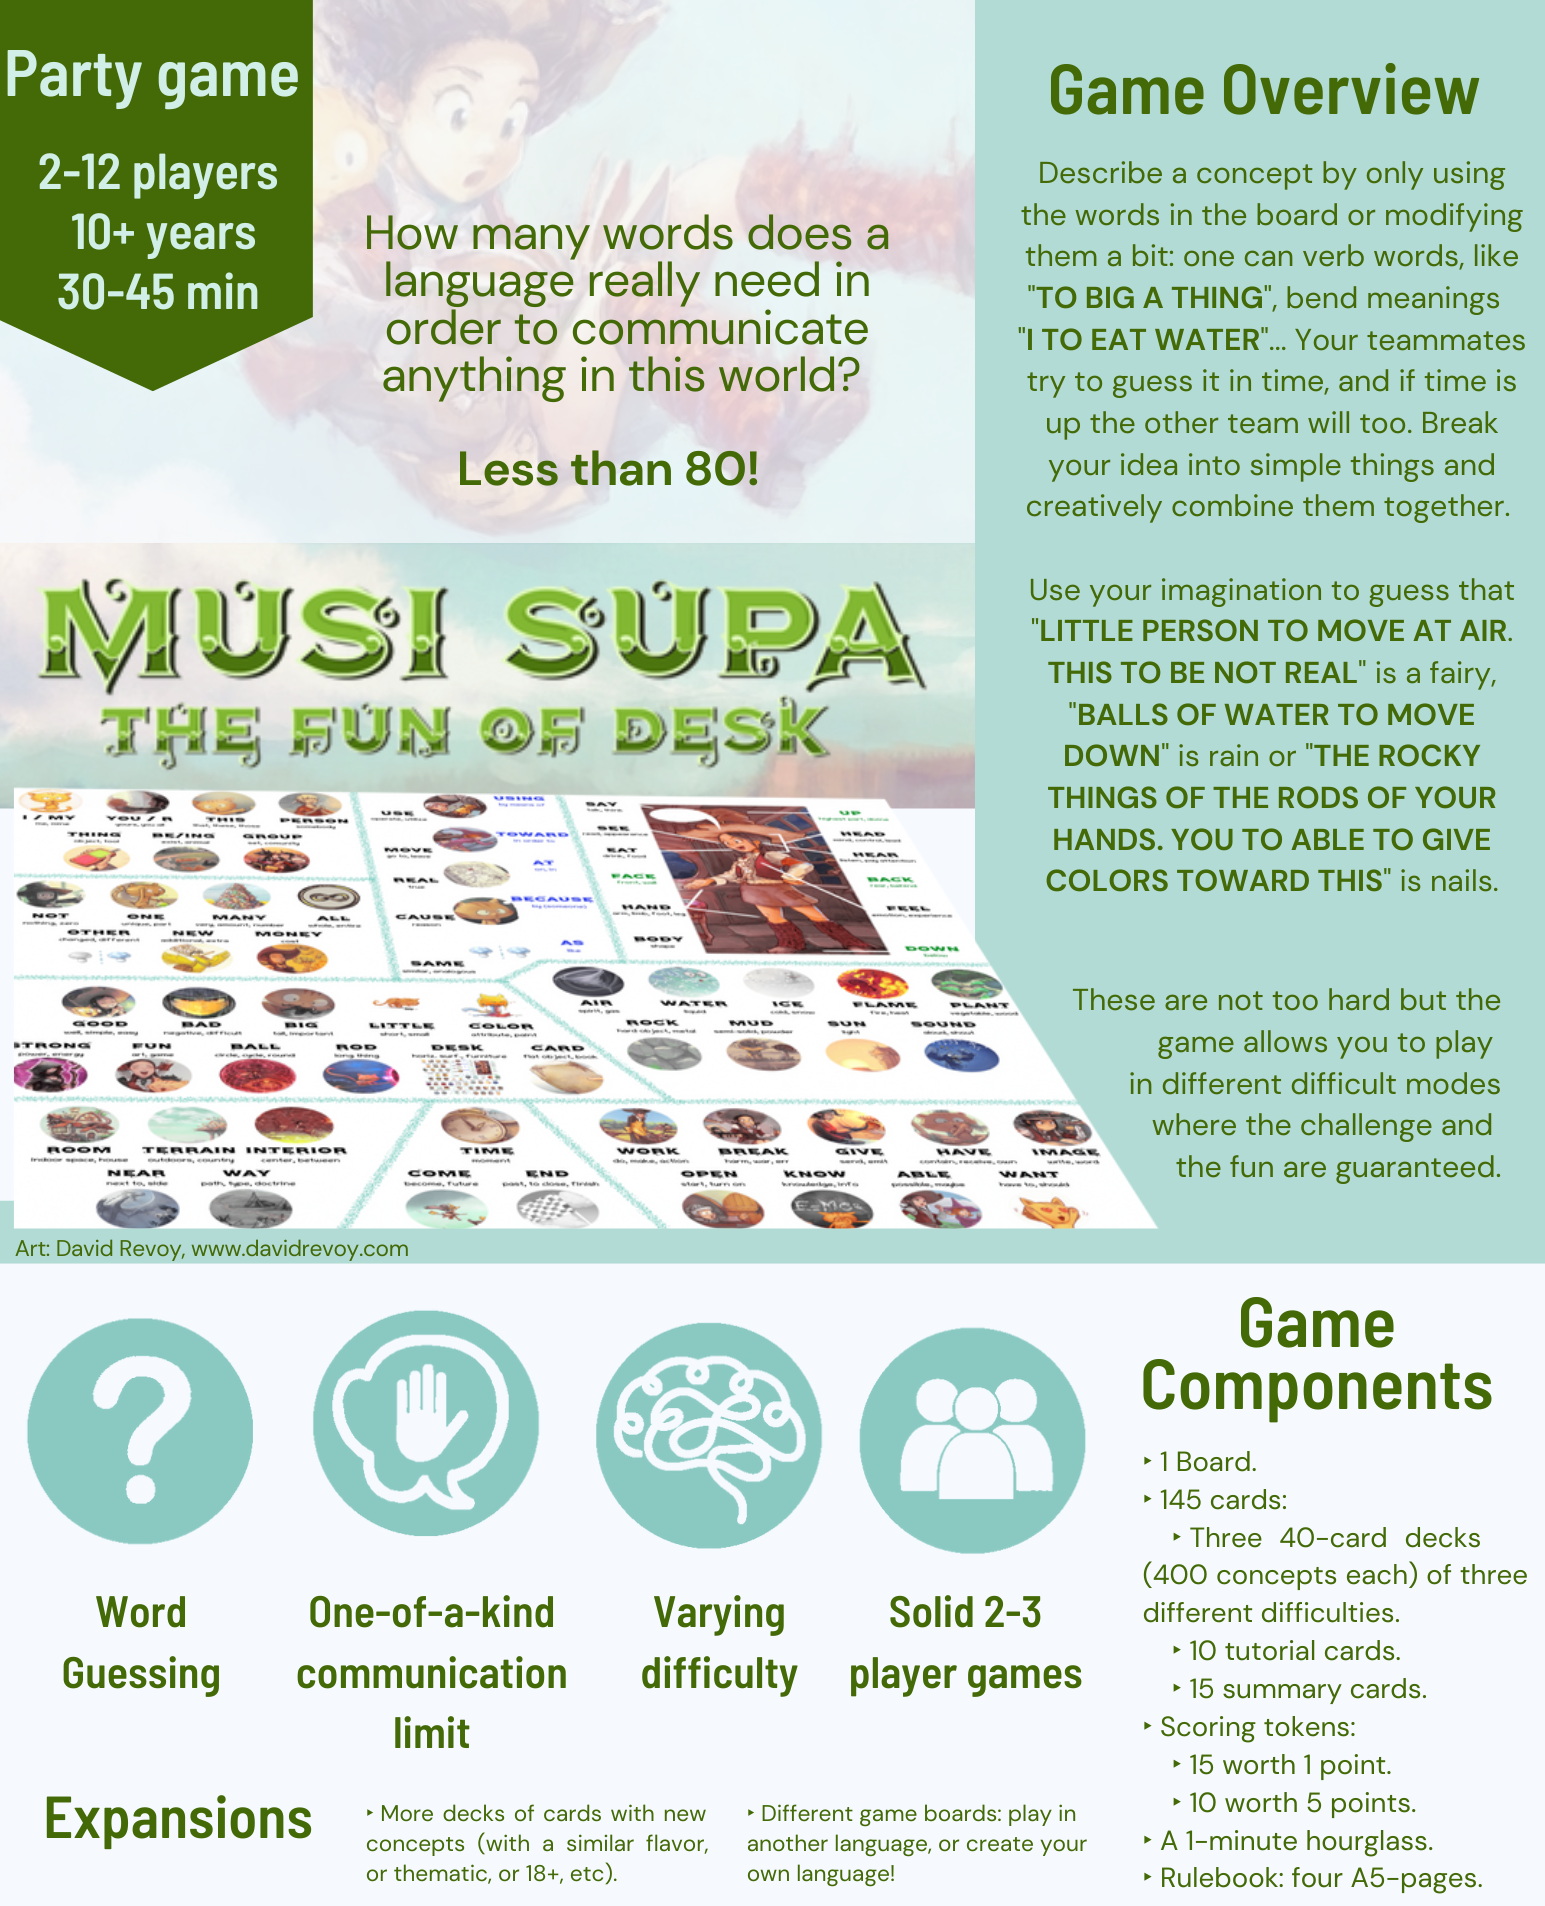 Party game
2-12 players
10+ years
30-45 min
How many words does a
language really need in
order to communicate
anything in this world?
Less than 80!
MUSI SUPA
THE FUN OF DESK
Game Overview
Describe a concept by only using
the words in the board or modifying
them a bit: one can verb words, like
"TO BIG A THING", bend meanings
"I TO EAT WATER"... Your teammates
try to guess it in time, and if time is
up the other team will too. Break
your idea into simple things and
creatively combine them together.
Use your imagination to guess that
"LITTLE PERSON TO MOVE AT AIR.
THIS TO BE NOT REAL" is a fairy,
"BALLS OF WATER TO MOVE
DOWN" is rain or "THE ROCKY
THINGS OF THE RODS OF YOUR
HANDS. YOU TO ABLE TO GIVE
COLORS TOWARD THIS" is nails.
These are not too hard but the
game allows you to play
in different difficult modes
where the challenge and
the fun are guaranteed.
I / MY YOU / R THIS PERSON
THING BE/ING GROUP
NOT ONE MANY ALL
OTHER NEW MONEY
USE USING
MOVE TOWARD
REAL AT
CAUSE BECAUSE
SAME AS
SAY UP
SEE HEAD
EAT HEAR
FACE BACK
HAND FEEL
BODY DOWN
GOOD BAD BIG LITTLE COLOR
STRONG FUN BALL ROD DESK CARD
AIR WATER ICE FLAME PLANT
ROCK MUD SUN SOUND
ROOM TERRAIN INTERIOR
NEAR WAY
TIME
COME END
WORK BREAK GIVE HAVE IMAGE
OPEN KNOW ABLE WANT
Art: David Revoy, www.davidrevoy.com
Word
Guessing
One-of-a-kind
communication
limit
Varying
difficulty
Solid 2-3
player games
Expansions
‣ More decks of cards with new
concepts (with a similar flavor,
or thematic, or 18+, etc).
‣ Different game boards: play in
another language, or create your
own language!
Game
Components
‣ 1 Board.
‣ 145 cards:
‣ Three 40-card decks
(400 concepts each) of three
different difficulties.
‣ 10 tutorial cards.
‣ 15 summary cards.
‣ Scoring tokens:
‣ 15 worth 1 point.
‣ 10 worth 5 points.
‣ A 1-minute hourglass.
‣ Rulebook: four A5-pages.